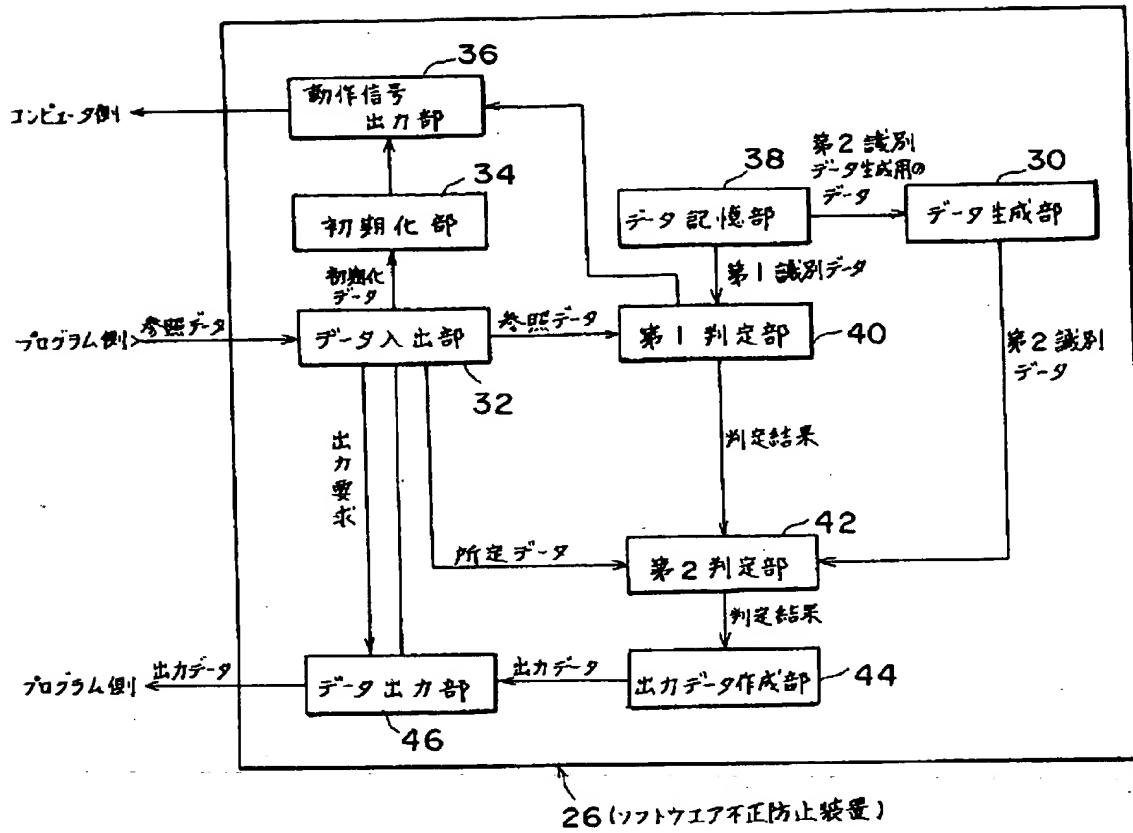 36
動作信号
出力部
コンピュータ側
34
初期化部
38
データ記憶部
第2識別
データ生成用の
データ
30
データ生成部
初期化
データ
第1識別データ
プログラム側
参照データ
データ入出部
32
参照データ
第1判定部
40
第2識別
データ
出力要求
判定結果
所定データ
42
第2判定部
判定結果
プログラム側
出力データ
データ出力部
46
出力データ
出力データ作成部
44
26(ソフトウエア不正防止装置)